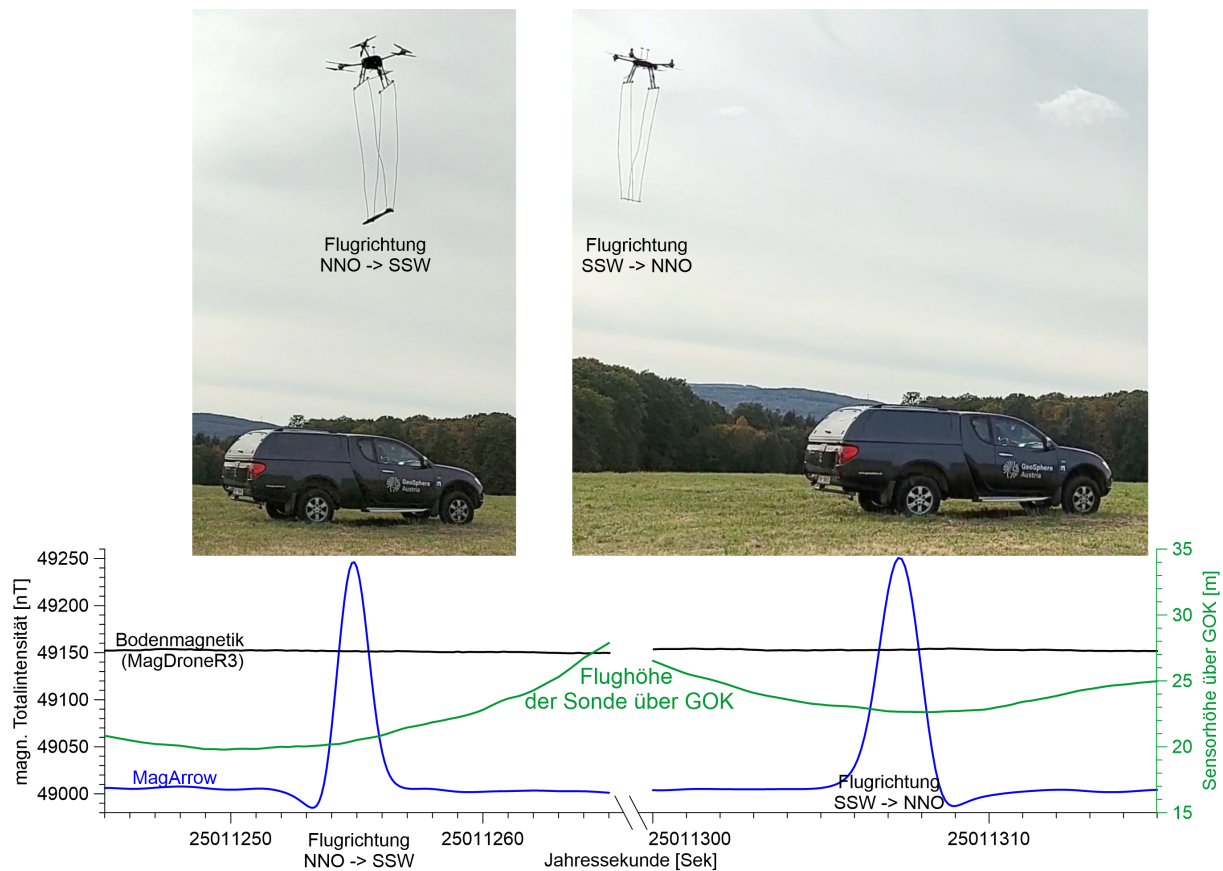 Flugrichtung
NNO -> SSW
Flugrichtung
SSW -> NNO
GeoSphere
Austria
GeoSphere
Austria
magn. Totalintensität [nT]
49250
49200
49150
49100
49050
49000
Bodenmagnetik
(MagDroneR3)
MagArrow
Flughöhe
der Sonde über GOK
Flugrichtung
SSW -> NNO
35
30
25
20
15
Sensorhöhe über GOK [m]
25011250
25011260
25011300
25011310
Flugrichtung
NNO -> SSW
Jahressekunde [Sek]